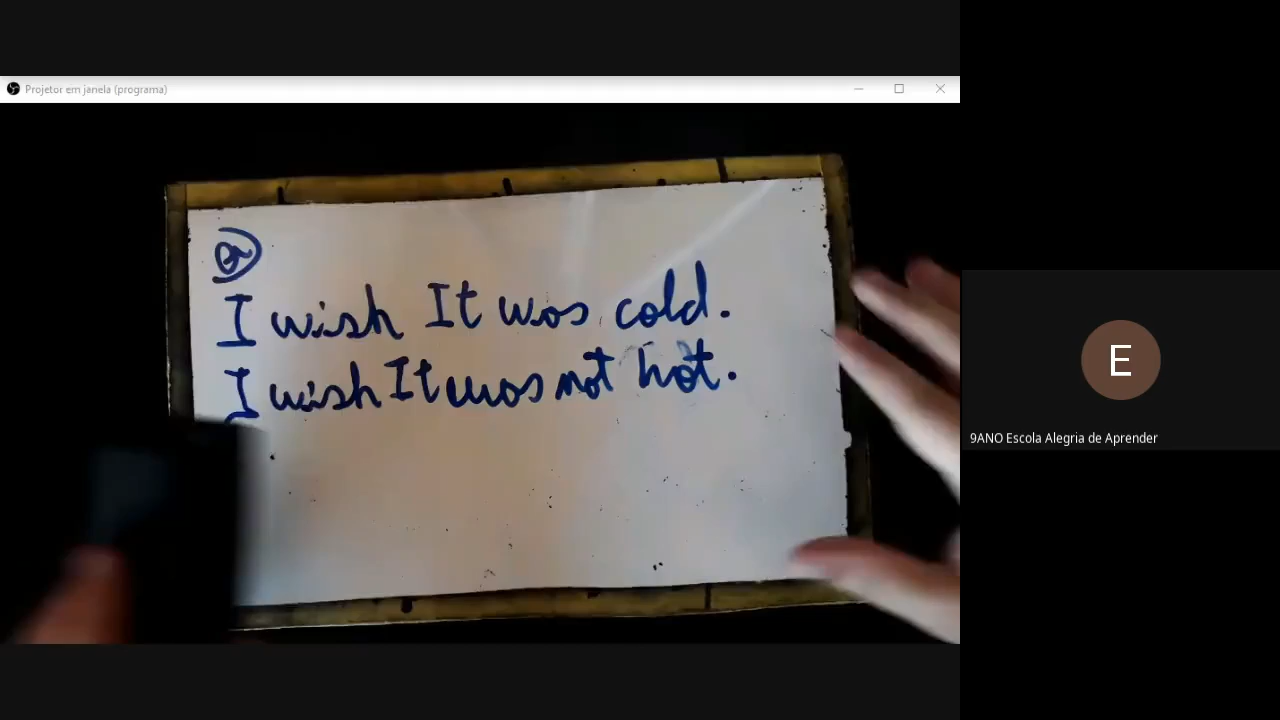 Projetor em janela (programa)
a
I wish It was cold.
I wish It was not hot.
E
9ANO Escola Alegria de Aprender